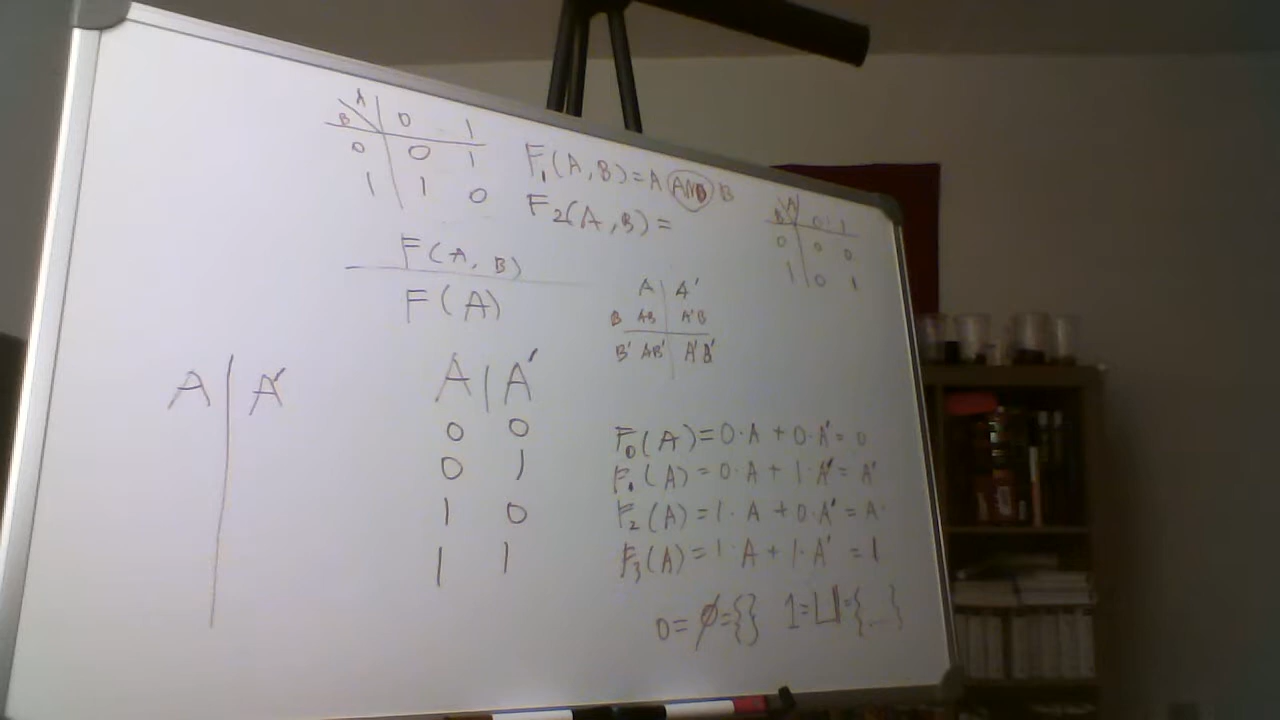 A
B 0 1
0 0 1
1 1 0
F₁(A,B)=A AND B
F₂(A,B)=
A
B 0 1
0 0 0
1 0 1
F(A,B)
F(A)
A A'
B AB A'B
B' AB' A'B'
A A'
A A'
0 0
0 1
1 0
1 1
F₀(A)=0·A+0·A'=0
F₁(A)=0·A+1·A'=A'
F₂(A)=1·A+0·A'=A
F₃(A)=1·A+1·A'=1
0=∅={} 1=U={...}